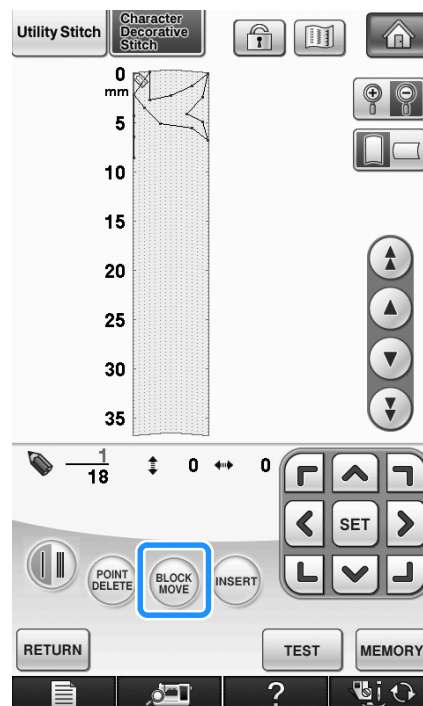 Utility Stitch
Character
Decorative
Stitch
0
mm
5
10
15
20
25
30
35
1
18
0
0
SET
POINT
DELETE
BLOCK
MOVE
INSERT
RETURN
TEST
MEMORY
?